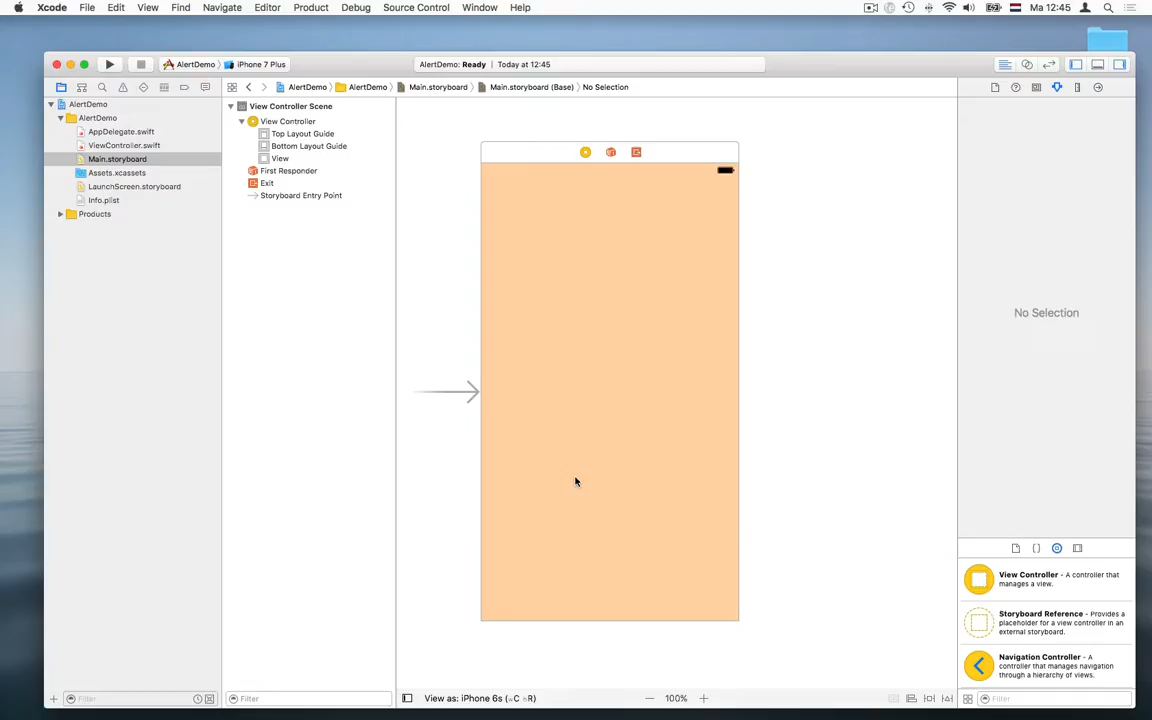 Xcode File Edit View Find Navigate Editor Product Debug Source Control Window Help Ma 12:45
AlertDemo iPhone 7 Plus
AlertDemo: Ready | Today at 12:45
AlertDemo AlertDemo Main.storyboard Main.storyboard (Base) No Selection
AlertDemo
AlertDemo
AppDelegate.swift
ViewController.swift
Main.storyboard
Assets.xcassets
LaunchScreen.storyboard
Info.plist
Products
View Controller Scene
View Controller
Top Layout Guide
Bottom Layout Guide
View
First Responder
Exit
Storyboard Entry Point
No Selection
View Controller - A controller that
manages a view.
Storyboard Reference - Provides a
placeholder for a view controller in an
external storyboard.
Navigation Controller - A
controller that manages navigation
through a hierarchy of views.
Filter
Filter
View as: iPhone 6s (wC hR)
100%
Filter